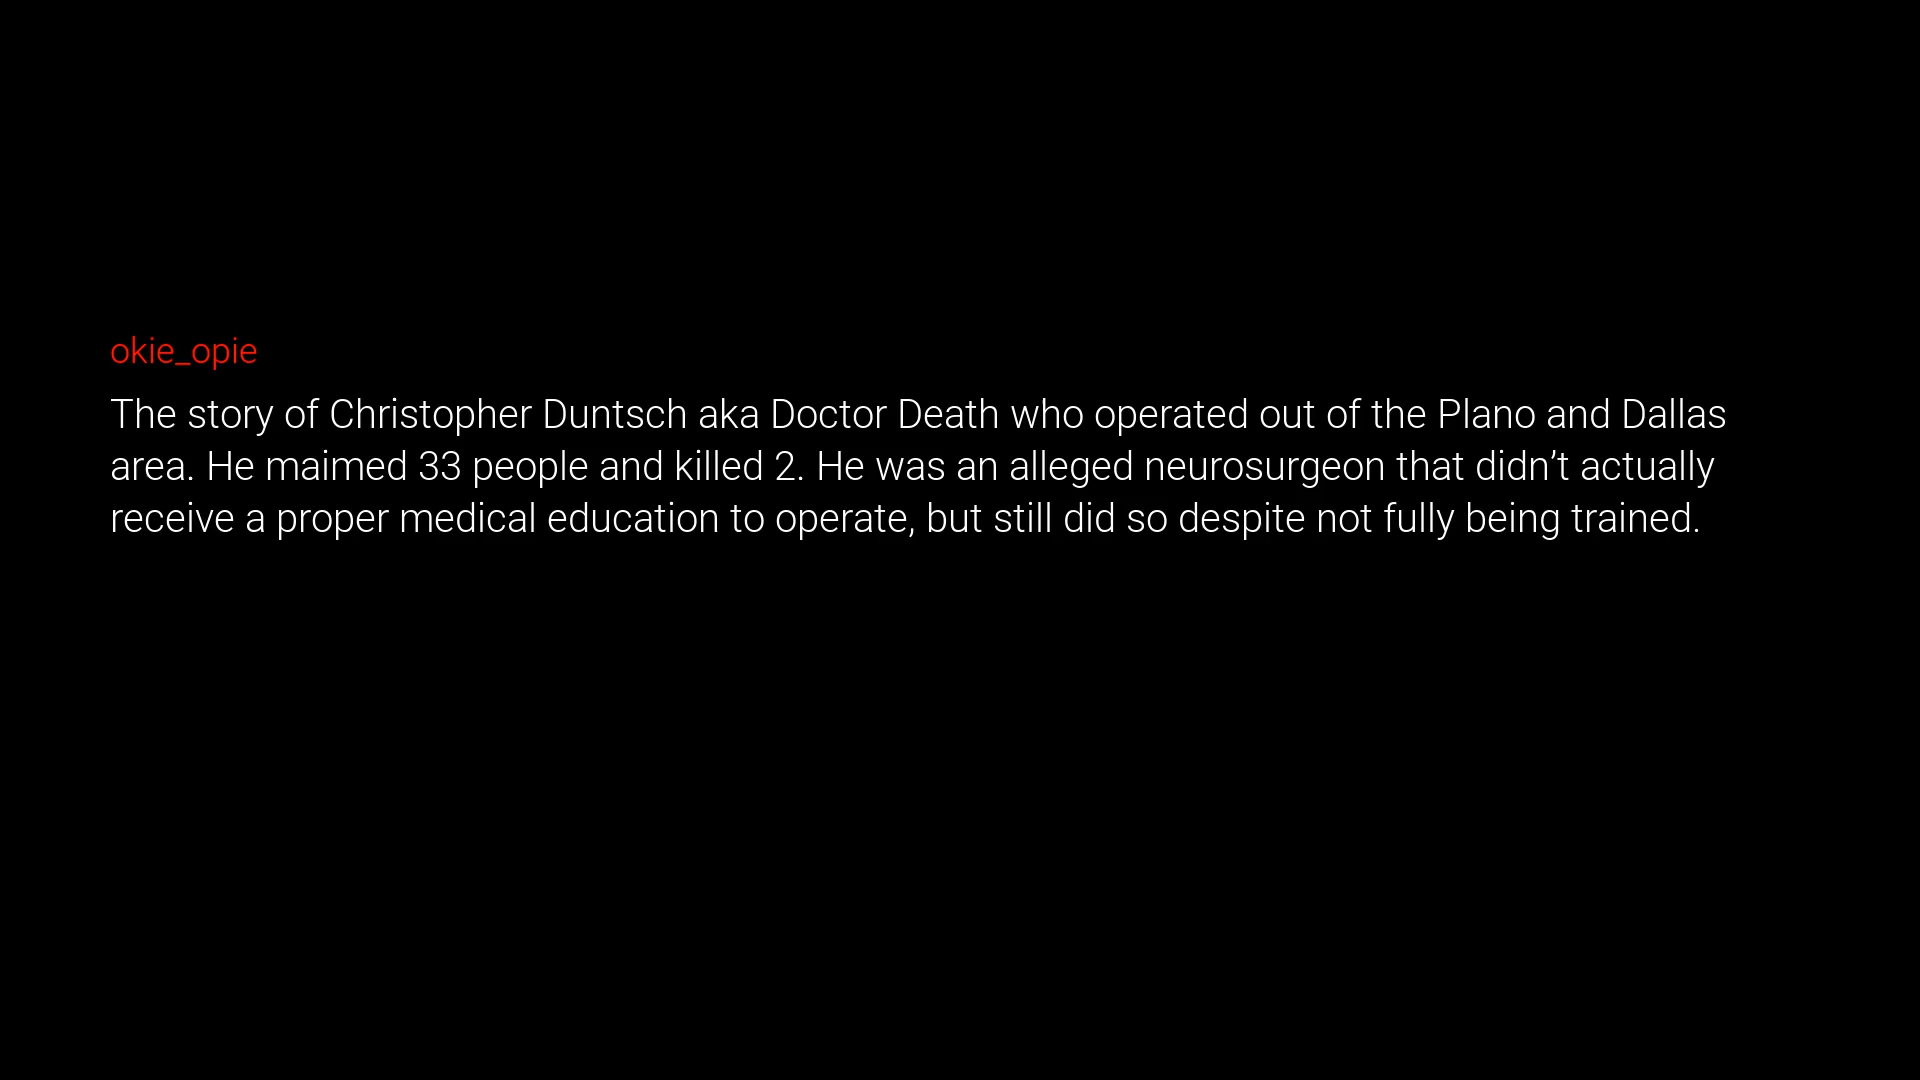 okie_opie
The story of Christopher Duntsch aka Doctor Death who operated out of the Plano and Dallas
area. He maimed 33 people and killed 2. He was an alleged neurosurgeon that didn’t actually
receive a proper medical education to operate, but still did so despite not fully being trained.